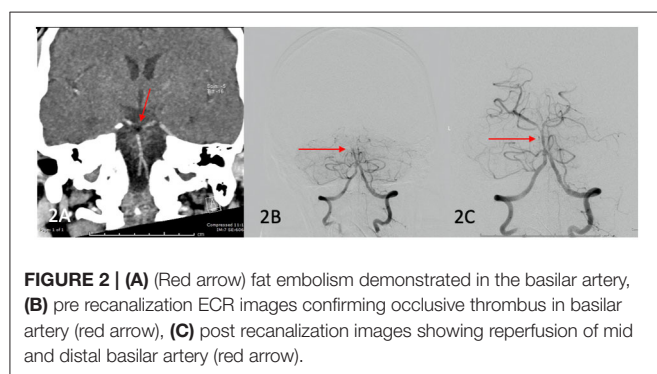 2A
2B
2C
cm
FIGURE 2 | (A) (Red arrow) fat embolism demonstrated in the basilar artery,
(B) pre recanalization ECR images confirming occlusive thrombus in basilar
artery (red arrow), (C) post recanalization images showing reperfusion of mid
and distal basilar artery (red arrow).